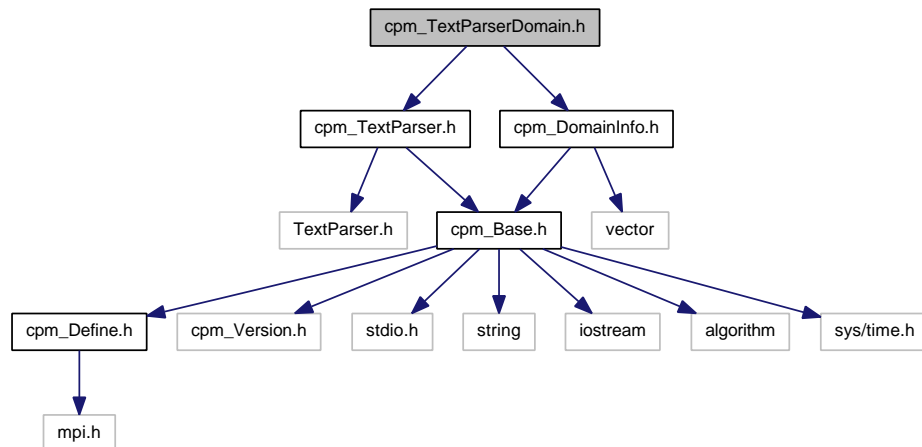 cpm_TextParserDomain.h
cpm_TextParser.h
cpm_DomainInfo.h
TextParser.h
cpm_Base.h
vector
cpm_Define.h
cpm_Version.h
stdio.h
string
iostream
algorithm
sys/time.h
mpi.h